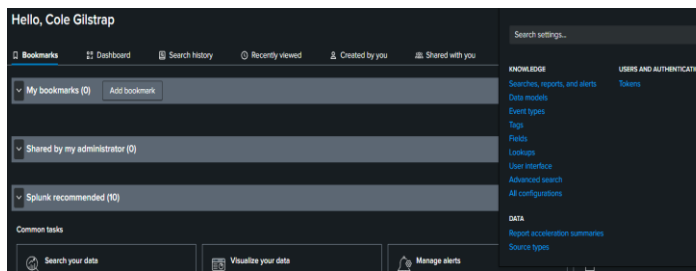 Hello, Cole Gilstrap
Bookmarks Dashboard Search history Recently viewed Created by you Shared with you
My bookmarks (0) Add bookmark
Shared by my administrator (0)
Splunk recommended (10)
Common tasks
Search your data Visualize your data Manage alerts
Search settings...
KNOWLEDGE
Searches, reports, and alerts
Data models
Event types
Tags
Fields
Lookups
User interface
Advanced search
All configurations
DATA
Report acceleration summaries
Source types
USERS AND AUTHENTICATI
Tokens